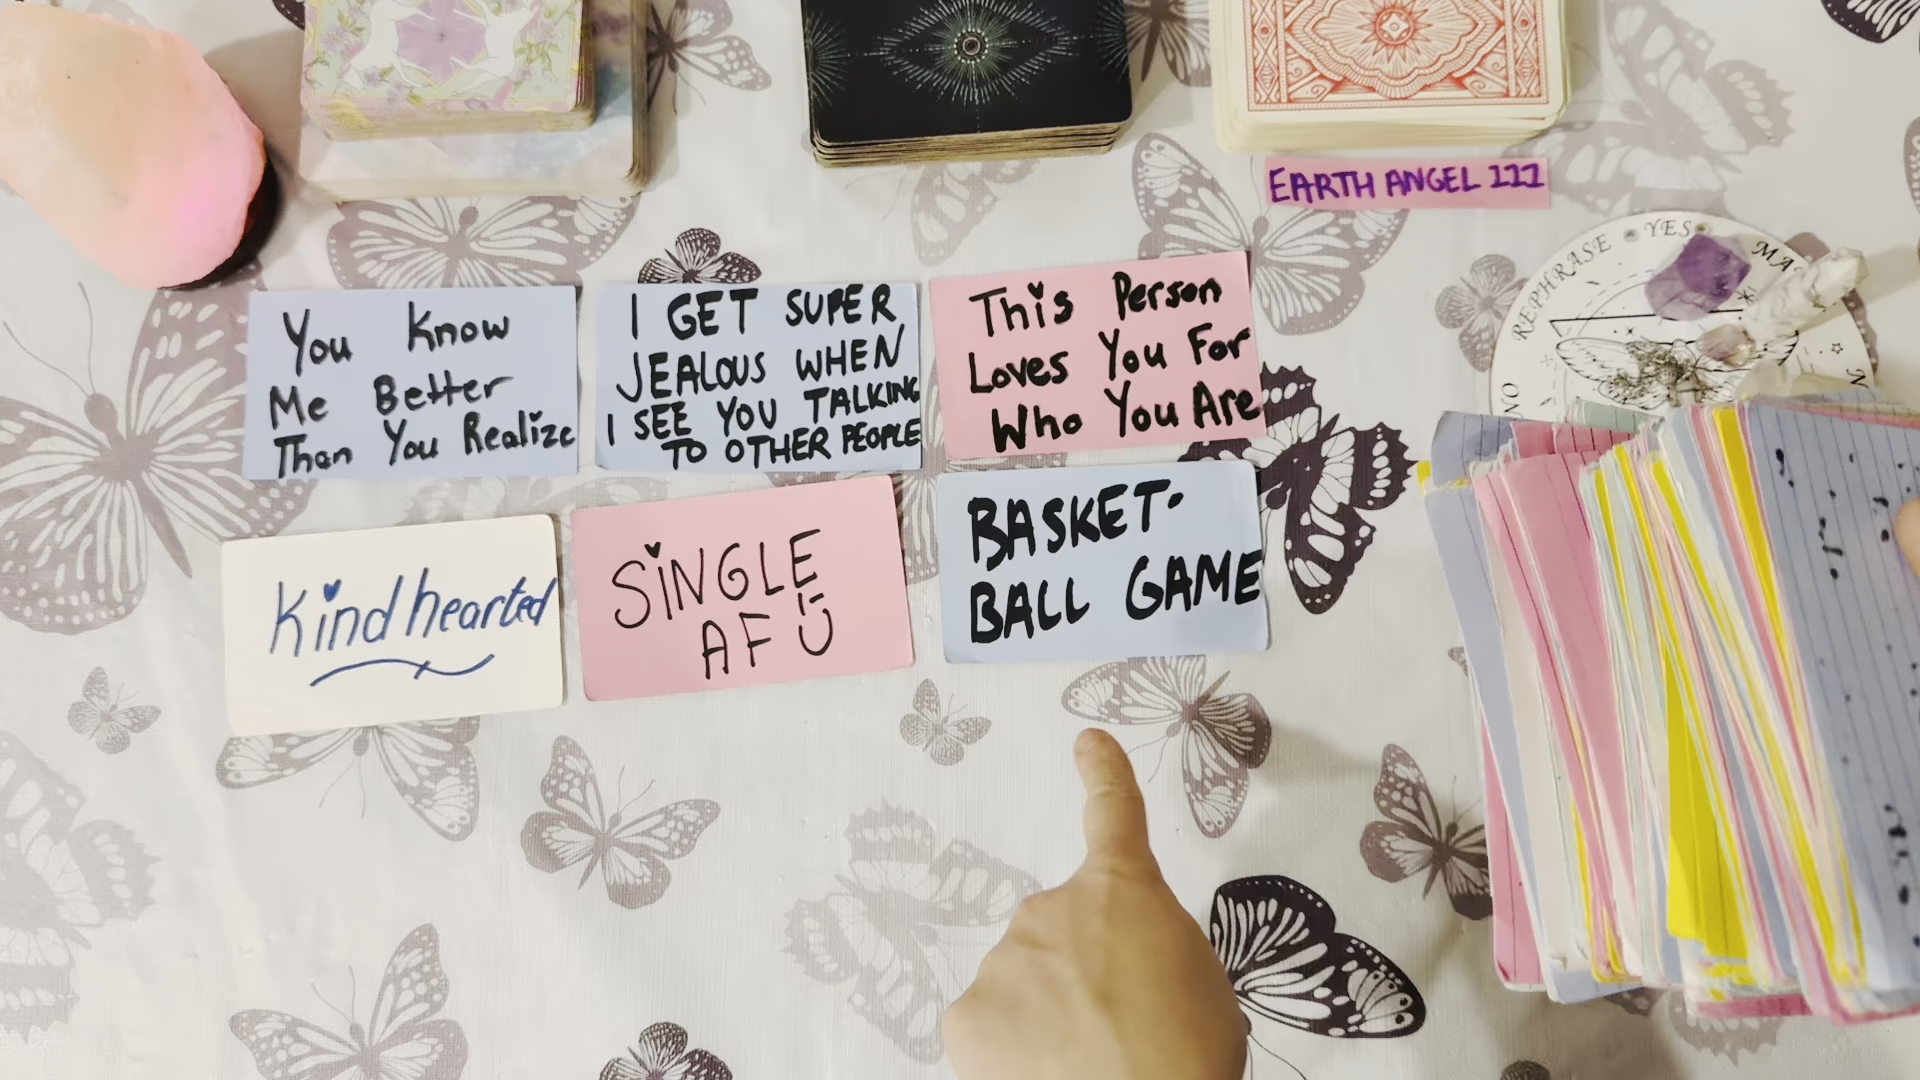 EARTH ANGEL 111
REPHRASE YES MA
NO
You Know
Me Better
Than You Realize
I GET SUPER
JEALOUS WHEN
I SEE YOU TALKING
TO OTHER PEOPLE
This Person
Loves You For
Who You Are
Kindhearted
SiNGLE
AF
BASKET-
BALL GAME